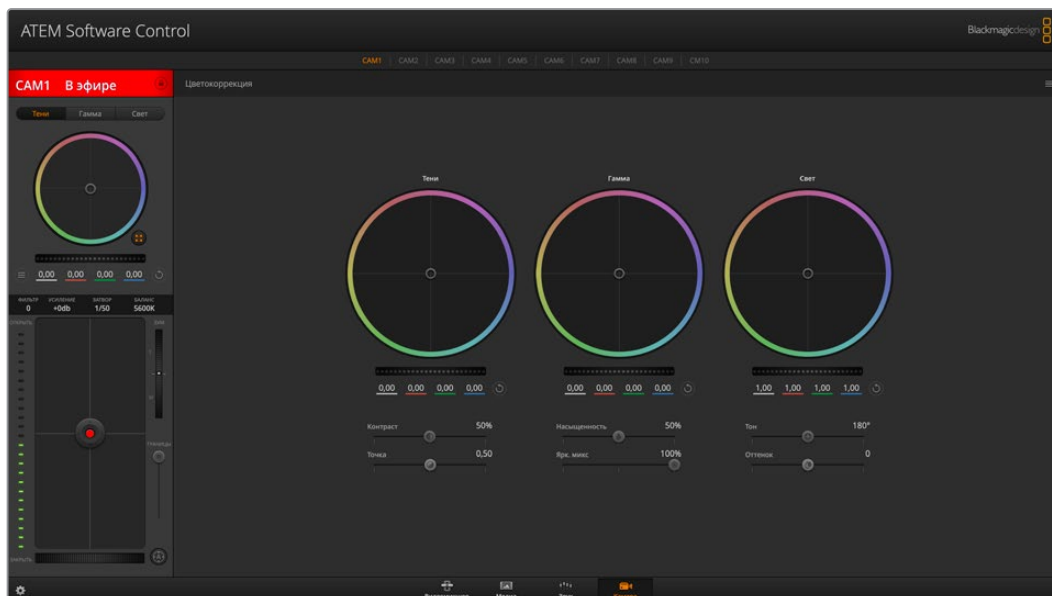 ATEM Software Control
Blackmagicdesign
CAM1 CAM2 CAM3 CAM4 CAM5 CAM6 CAM7 CAM8 CAM9 CM10
CAM1 В эфире
Цветокоррекция
Тени Гамма Свет
Тени Гамма Свет
0,00 0,00 0,00 0,00
ФИЛЬТР УСИЛЕНИЕ ЗАТВОР БАЛАНС
0 +0db 1/50 5600K
0,00 0,00 0,00 0,00 0,00 0,00 0,00 0,00 1,00 1,00 1,00 1,00
Контраст 50% Насыщенность 50% Тон 180°
Точка 0,50 Ярк. микс 100% Оттенок 0